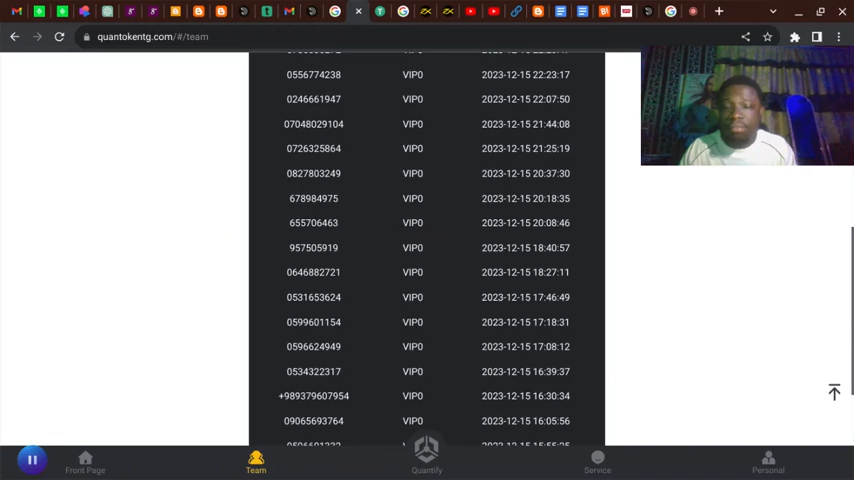 quantokentg.com/#/team
0556774238 VIP0 2023-12-15 22:23:17
0246661947 VIP0 2023-12-15 22:07:50
07048029104 VIP0 2023-12-15 21:44:08
0726325864 VIP0 2023-12-15 21:25:19
0827803249 VIP0 2023-12-15 20:37:30
678984975 VIP0 2023-12-15 20:18:35
655706463 VIP0 2023-12-15 20:08:46
957505919 VIP0 2023-12-15 18:40:57
0646882721 VIP0 2023-12-15 18:27:11
0531653624 VIP0 2023-12-15 17:46:49
0599601154 VIP0 2023-12-15 17:18:31
0596624949 VIP0 2023-12-15 17:08:12
0534322317 VIP0 2023-12-15 16:39:37
+989379607954 VIP0 2023-12-15 16:30:34
09065693764 VIP0 2023-12-15 16:05:56
Front Page Team Quantify Service Personal